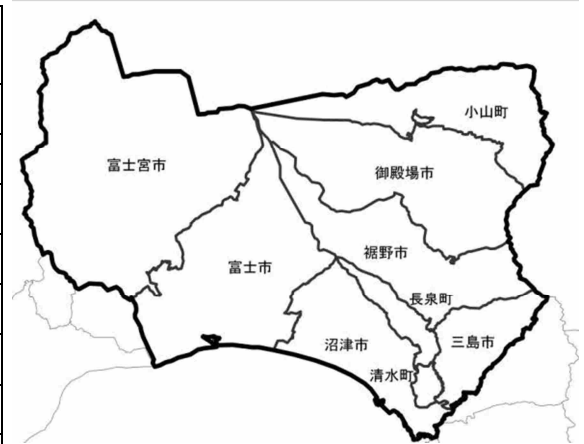 小山町
富士宮市
御殿場市
裾野市
富士市
長泉町
沼津市
三島市
清水町